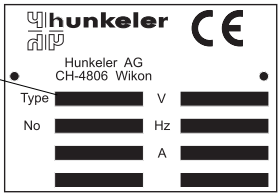 hunkeler CE
Hunkeler AG
CH-4806 Wikon
Type V
No Hz
A